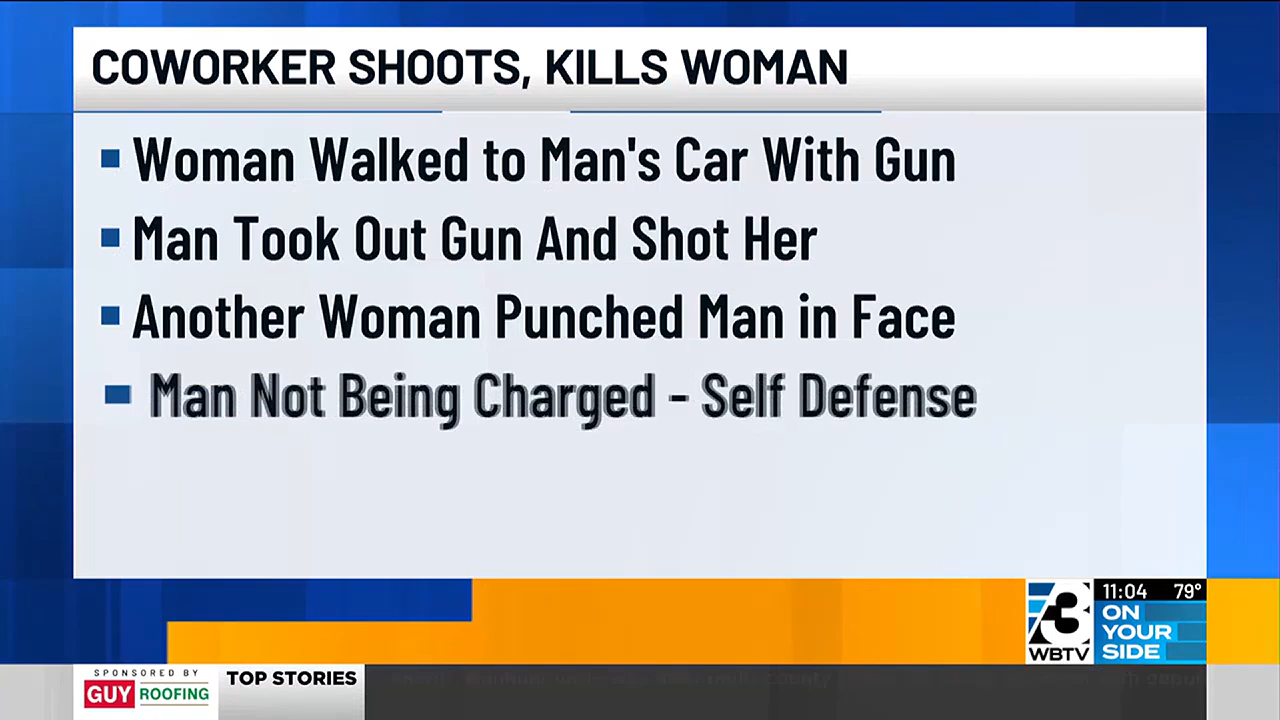 COWORKER SHOOTS, KILLS WOMAN
Woman Walked to Man's Car With Gun
Man Took Out Gun And Shot Her
Another Woman Punched Man in Face
Man Not Being Charged - Self Defense
3
WBTV
11:04 79°
ON
YOUR
SIDE
SPONSORED BY
GUY ROOFING
TOP STORIES